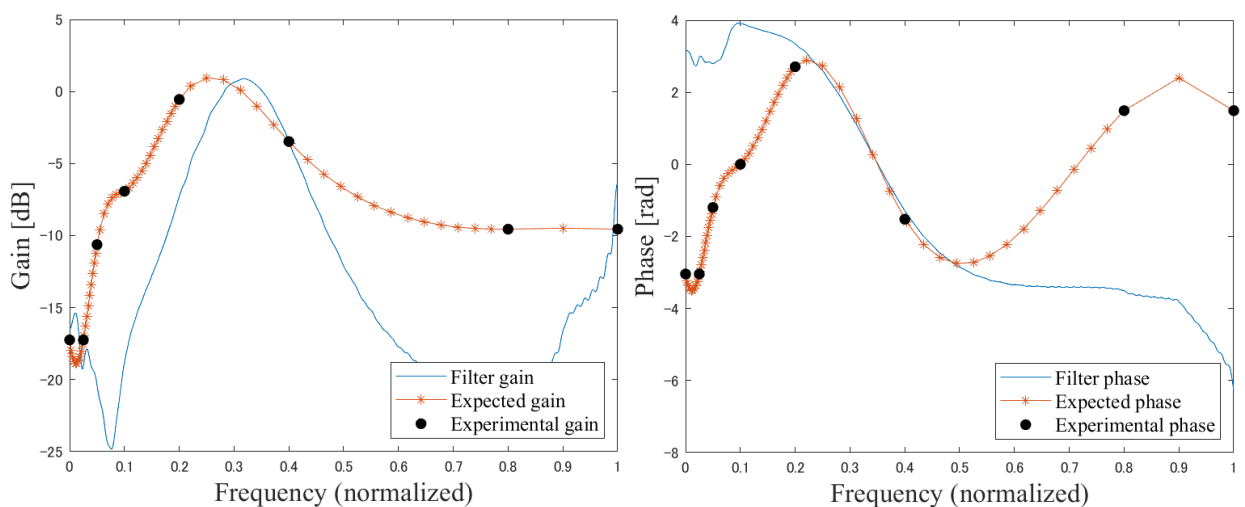 5
0
-5
-10
-15
-20
-25
Gain [dB]
Filter gain
Expected gain
Experimental gain
0 0.1 0.2 0.3 0.4 0.5 0.6 0.7 0.8 0.9 1
Frequency (normalized)
4
2
0
-2
-4
-6
-8
Phase [rad]
Filter phase
Expected phase
Experimental phase
0 0.1 0.2 0.3 0.4 0.5 0.6 0.7 0.8 0.9 1
Frequency (normalized)